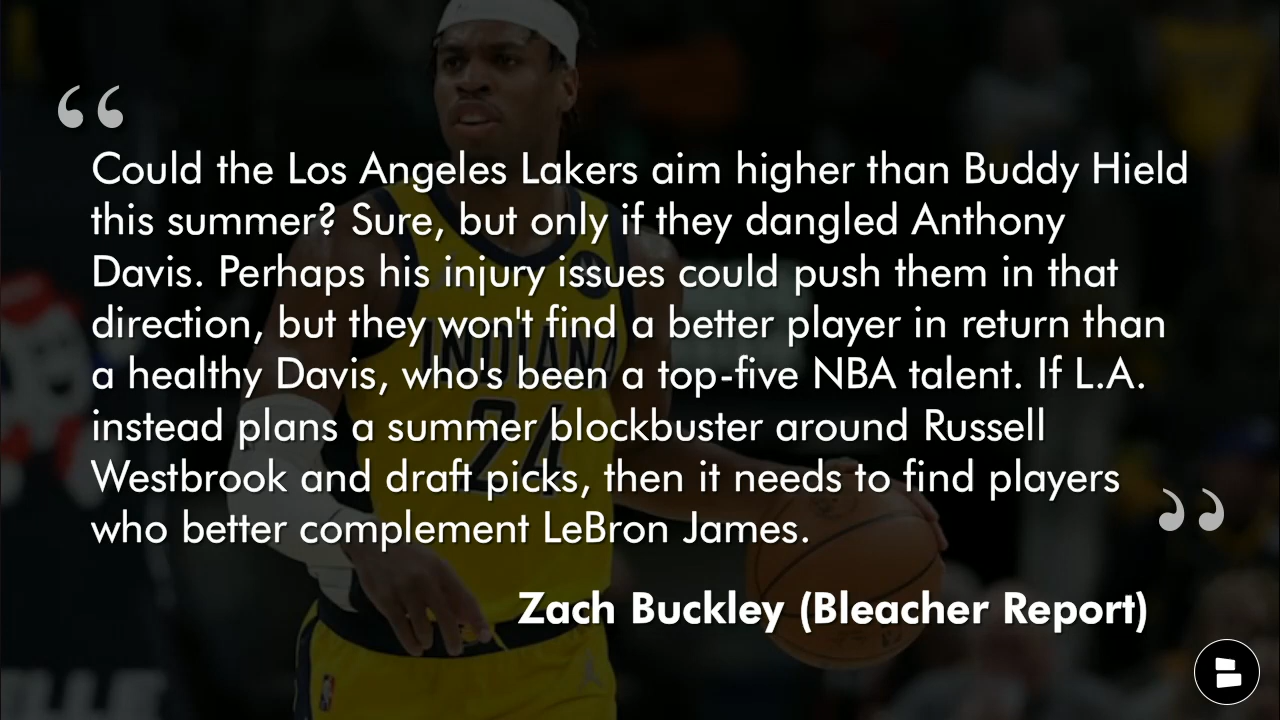 “
Could the Los Angeles Lakers aim higher than Buddy Hield
this summer? Sure, but only if they dangled Anthony
Davis. Perhaps his injury issues could push them in that
direction, but they won't find a better player in return than
a healthy Davis, who's been a top-five NBA talent. If L.A.
instead plans a summer blockbuster around Russell
Westbrook and draft picks, then it needs to find players
who better complement LeBron James.
”
Zach Buckley (Bleacher Report)
INDIANA
24